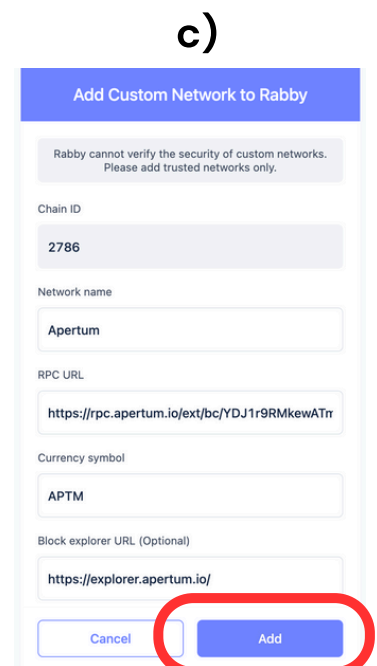 c)
Add Custom Network to Rabby
Rabby cannot verify the security of custom networks.
Please add trusted networks only.
Chain ID
2786
Network name
Apertum
RPC URL
https://rpc.apertum.io/ext/bc/YDJ1r9RMkewATm
Currency symbol
APTM
Block explorer URL (Optional)
https://explorer.apertum.io/
Cancel
Add